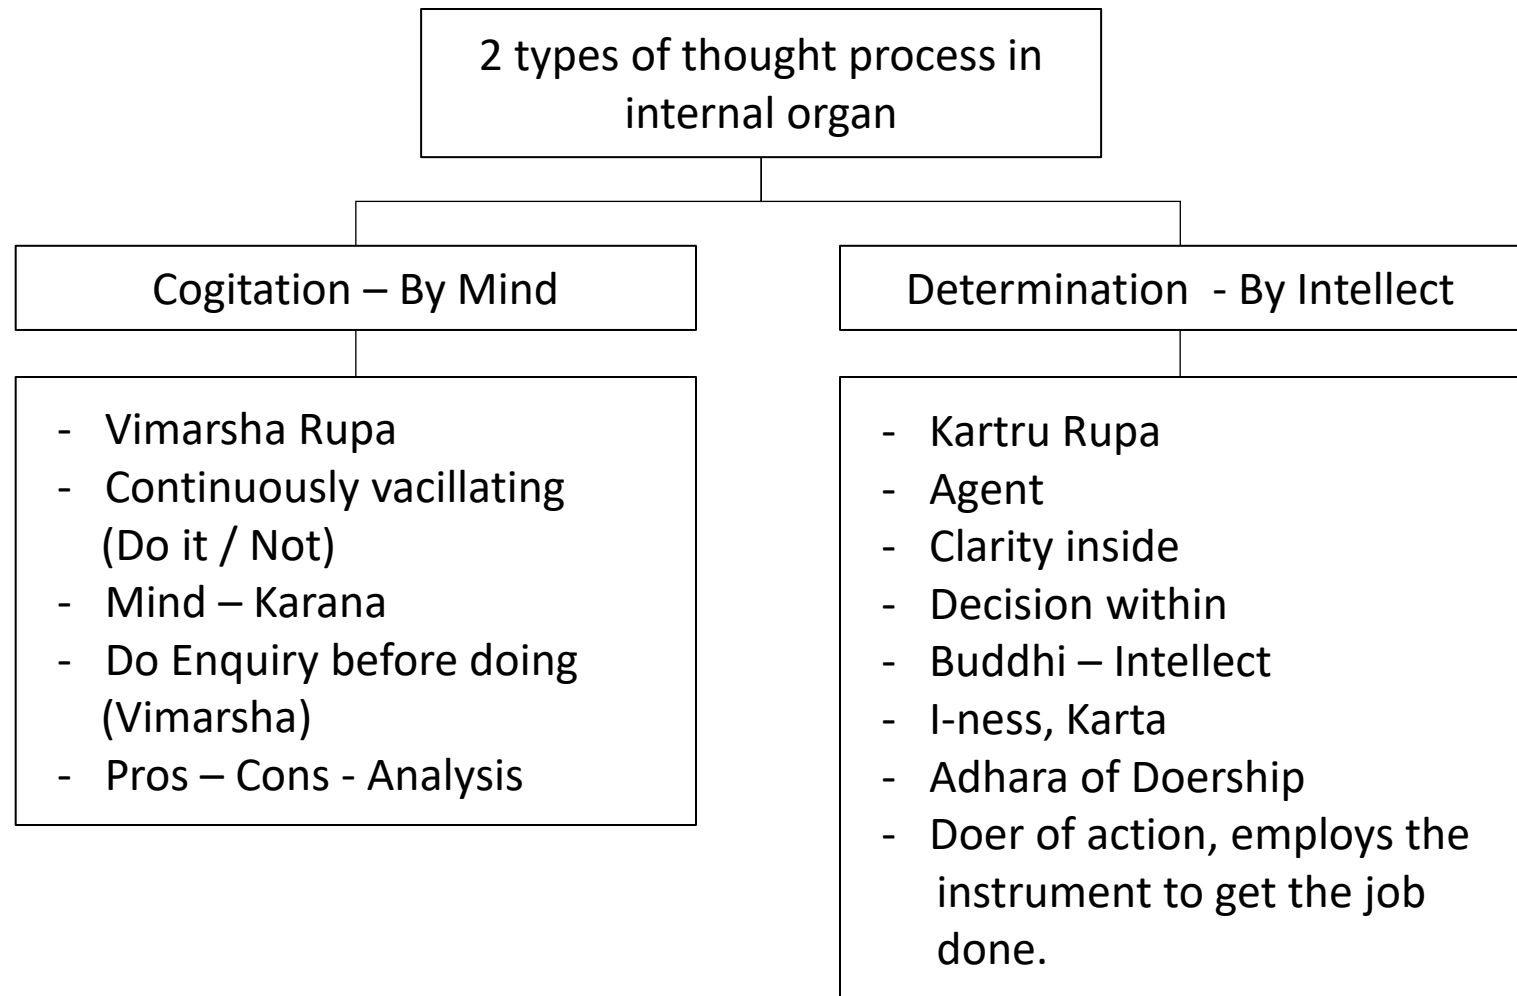 2 types of thought process in
internal organ
Cogitation – By Mind
- Vimarsha Rupa
- Continuously vacillating
(Do it / Not)
- Mind – Karana
- Do Enquiry before doing
(Vimarsha)
- Pros – Cons - Analysis
Determination - By Intellect
- Kartru Rupa
- Agent
- Clarity inside
- Decision within
- Buddhi – Intellect
- I-ness, Karta
- Adhara of Doership
- Doer of action, employs the
instrument to get the job
done.